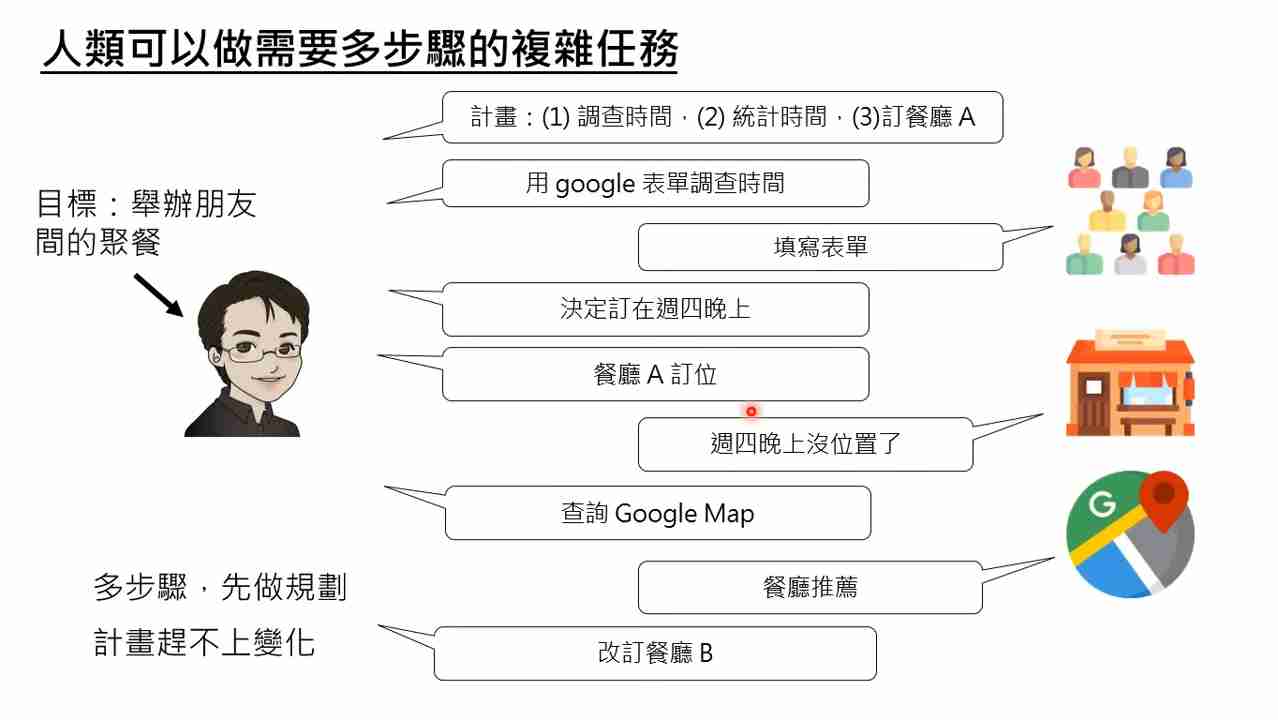 人類可以做需要多步驟的複雜任務
計畫：(1) 調查時間，(2) 統計時間，(3)訂餐廳 A
用 google 表單調查時間
目標：舉辦朋友
間的聚餐
填寫表單
決定訂在週四晚上
餐廳 A 訂位
週四晚上沒位置了
查詢 Google Map
G
餐廳推薦
多步驟，先做規劃
計畫趕不上變化
改訂餐廳 B